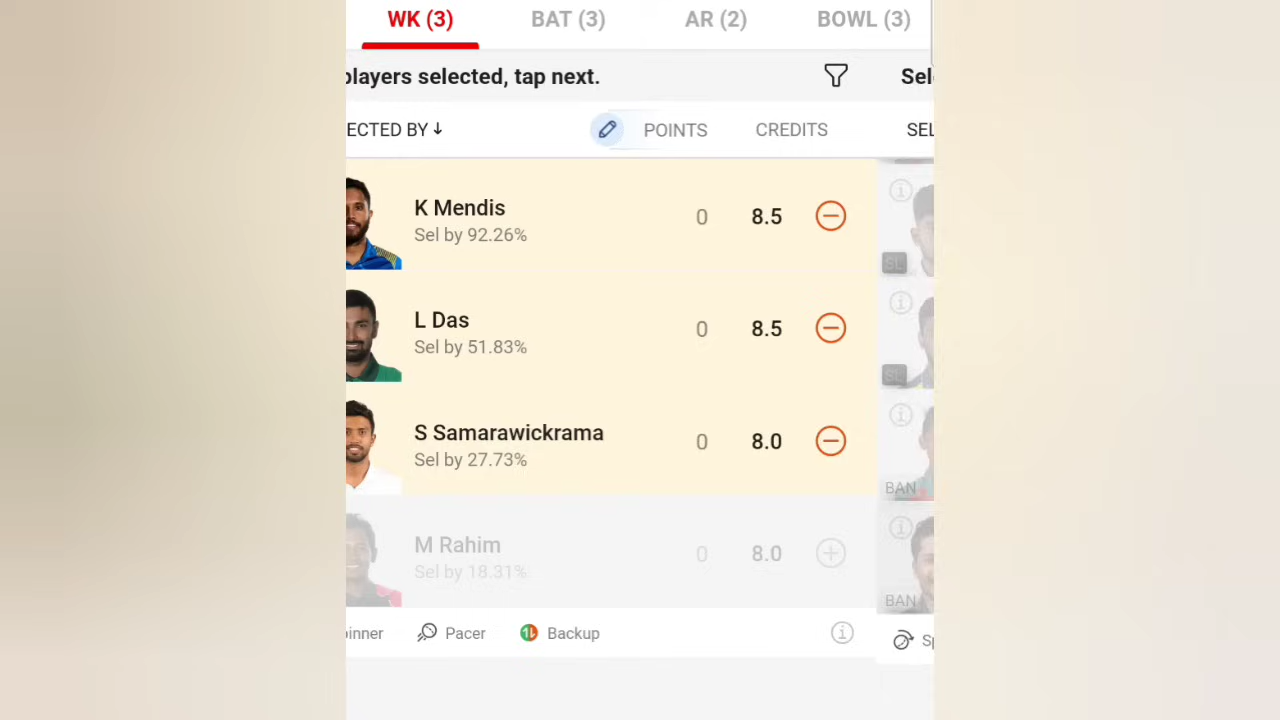 WK (3) BAT (3) AR (2) BOWL (3)
players selected, tap next. Sel
ECTED BY ↓ POINTS CREDITS SEL
K Mendis 0 8.5
Sel by 92.26%
SL
L Das 0 8.5
Sel by 51.83%
SL
S Samarawickrama 0 8.0
Sel by 27.73%
BAN
M Rahim 0 8.0
Sel by 18.31%
BAN
inner Pacer Backup Sp